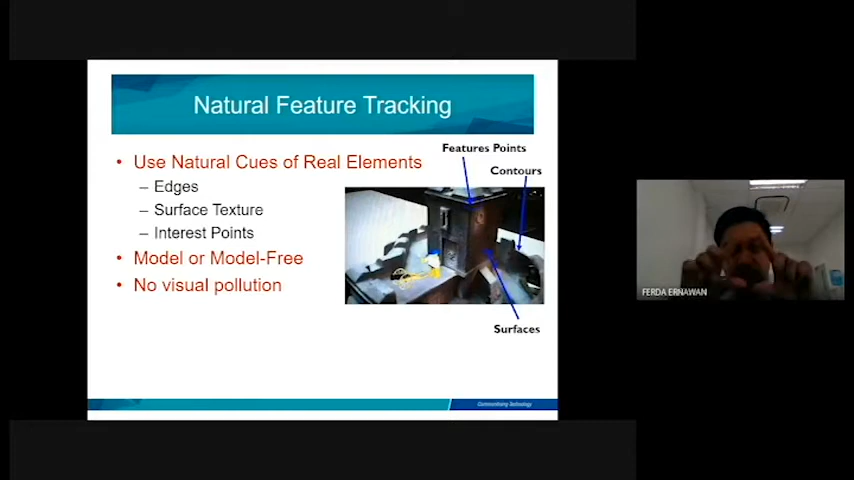 Natural Feature Tracking
• Use Natural Cues of Real Elements
– Edges
– Surface Texture
– Interest Points
• Model or Model-Free
• No visual pollution
Features Points
Contours
Surfaces
Communitising Technology
FERDA ERNAWAN